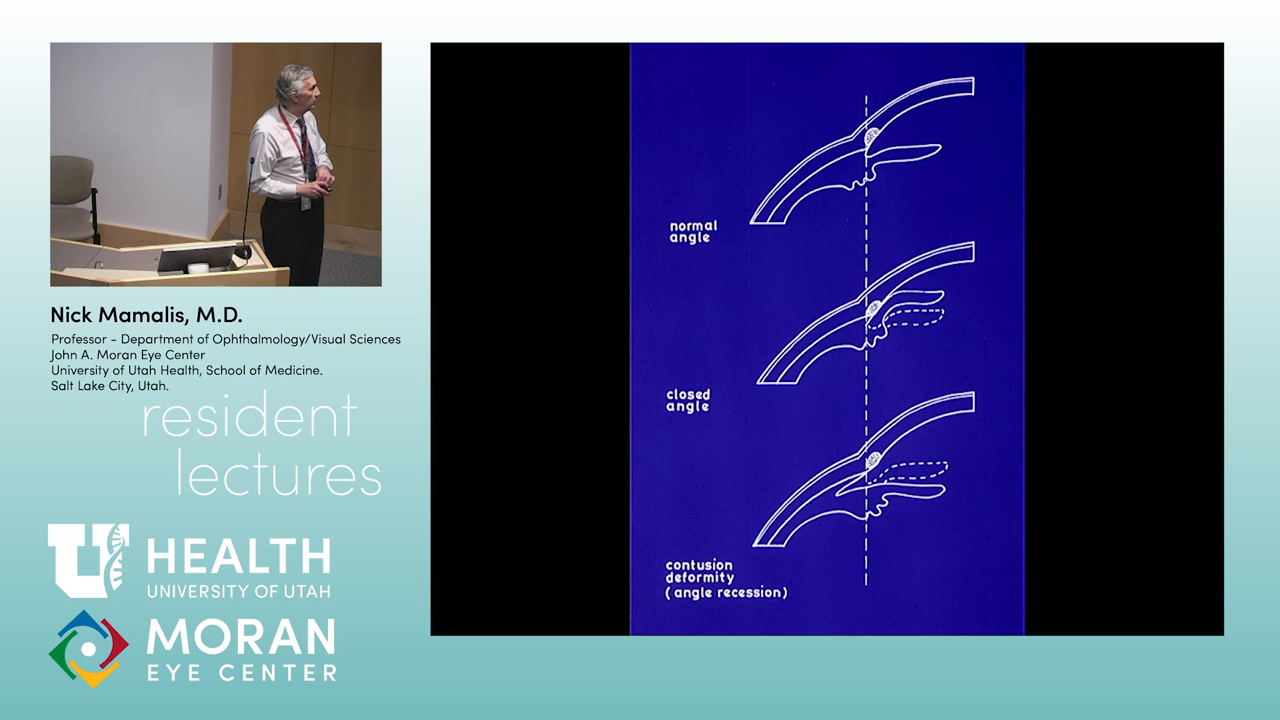 Nick Mamalis, M.D.
Professor - Department of Ophthalmology/Visual Sciences
John A. Moran Eye Center
University of Utah Health, School of Medicine.
Salt Lake City, Utah.
resident
lectures
U HEALTH
UNIVERSITY OF UTAH
MORAN
EYE CENTER
normal
angle
closed
angle
contusion
deformity
(angle recession)